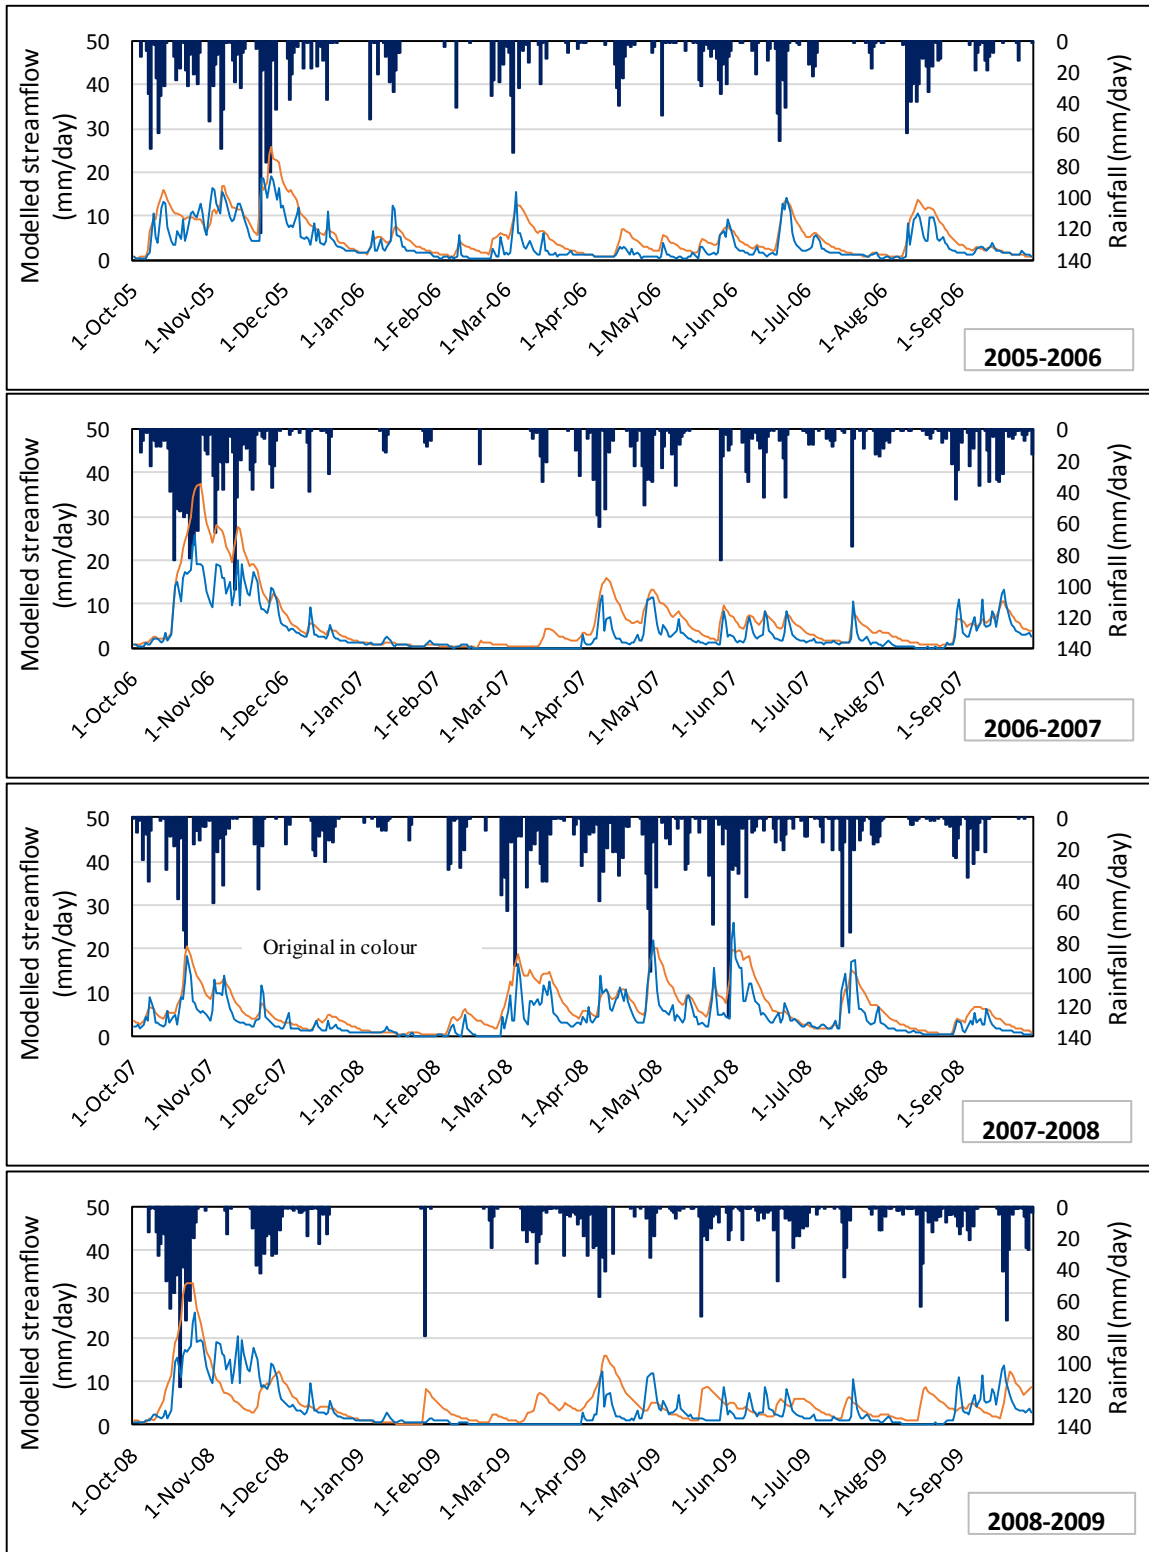 50
40
30
20
10
0
Modelled streamflow
(mm/day)
0
20
40
60
80
100
120
140
Rainfall (mm/day)
1-Oct-05
1-Nov-05
1-Dec-05
1-Jan-06
1-Feb-06
1-Mar-06
1-Apr-06
1-May-06
1-Jun-06
1-Jul-06
1-Aug-06
1-Sep-06
2005-2006
50
40
30
20
10
0
Modelled streamflow
(mm/day)
0
20
40
60
80
100
120
140
Rainfall (mm/day)
1-Oct-06
1-Nov-06
1-Dec-06
1-Jan-07
1-Feb-07
1-Mar-07
1-Apr-07
1-May-07
1-Jun-07
1-Jul-07
1-Aug-07
1-Sep-07
2006-2007
50
40
30
20
10
0
Modelled streamflow
(mm/day)
Original in colour
0
20
40
60
80
100
120
140
Rainfall (mm/day)
1-Oct-07
1-Nov-07
1-Dec-07
1-Jan-08
1-Feb-08
1-Mar-08
1-Apr-08
1-May-08
1-Jun-08
1-Jul-08
1-Aug-08
1-Sep-08
2007-2008
50
40
30
20
10
0
Modelled streamflow
(mm/day)
0
20
40
60
80
100
120
140
Rainfall (mm/day)
1-Oct-08
1-Nov-08
1-Dec-08
1-Jan-09
1-Feb-09
1-Mar-09
1-Apr-09
1-May-09
1-Jun-09
1-Jul-09
1-Aug-09
1-Sep-09
2008-2009